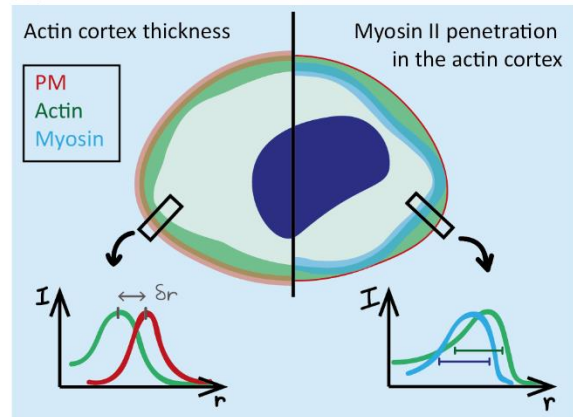 Actin cortex thickness
Myosin II penetration
in the actin cortex
PM
Actin
Myosin
I
δr
r
I
r